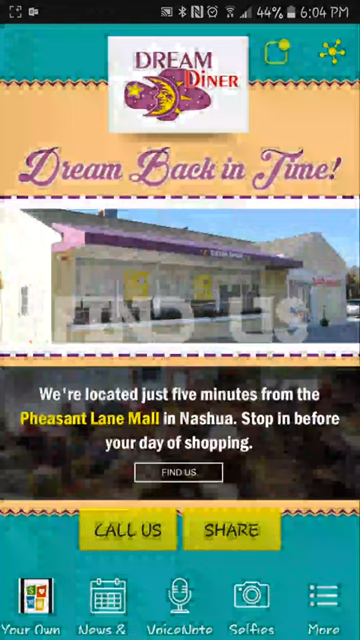 44% 6:04 PM
DREAM
DINER
Dream Back in Time!
FIND US
We're located just five minutes from the
Pheasant Lane Mall in Nashua. Stop in before
your day of shopping.
FIND US
CALL US
SHARE
Your Own
News &
VoiceNote
Selfies
More